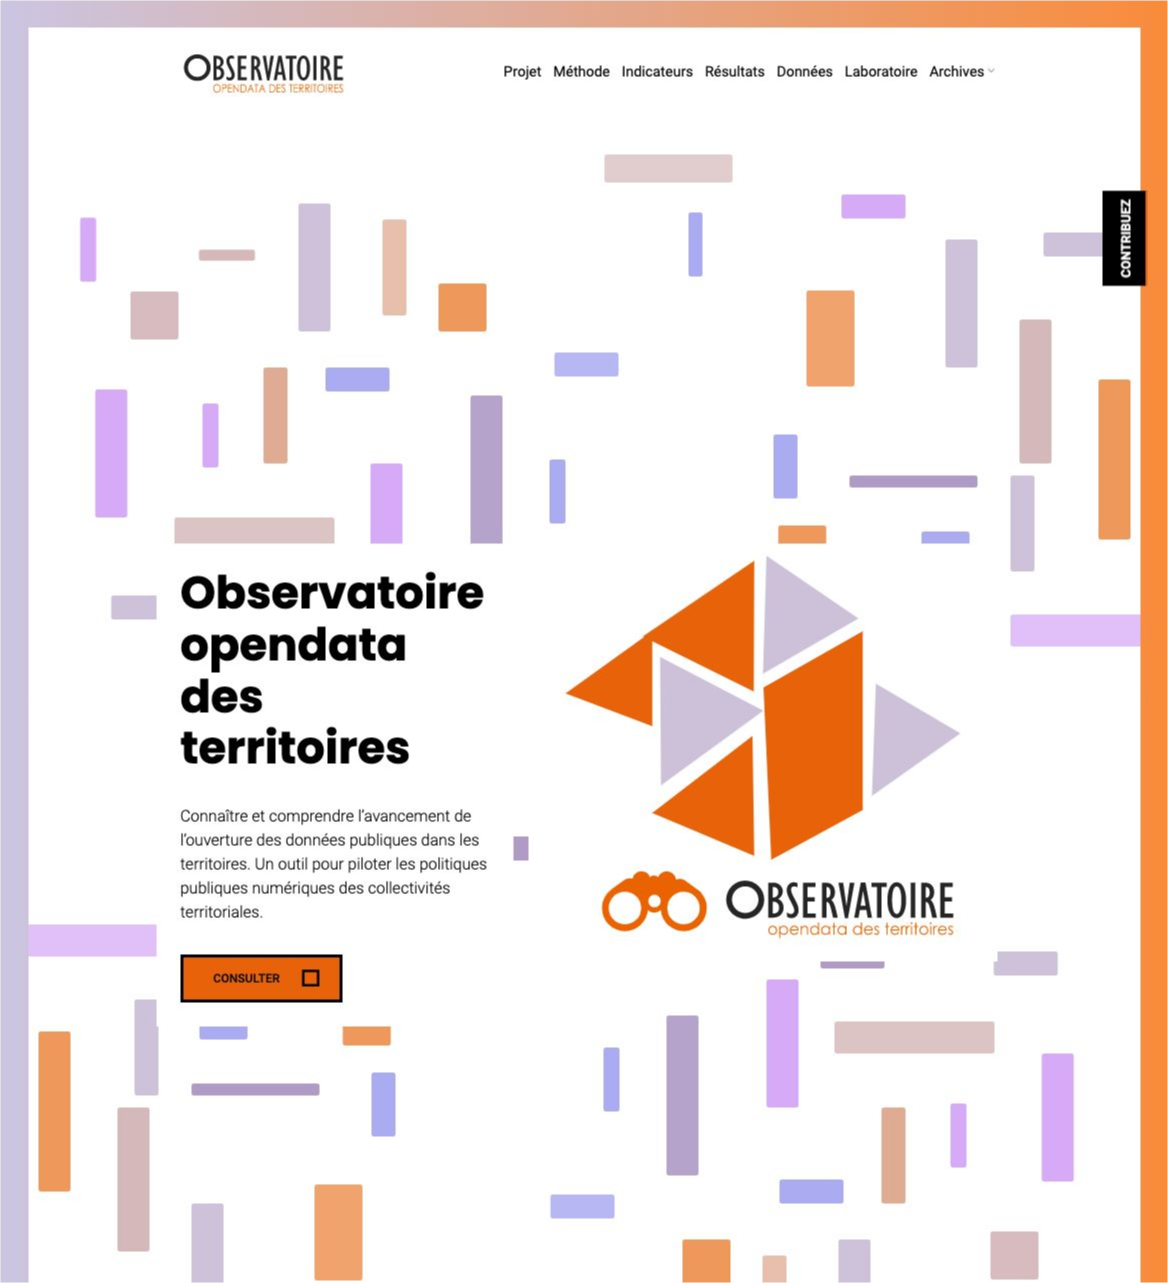 OBSERVATOIRE
OPENDATA DES TERRITOIRES
Projet Méthode Indicateurs Résultats Données Laboratoire Archives
CONTRIBUEZ
Observatoire
opendata
des
territoires
Connaître et comprendre l’avancement de
l’ouverture des données publiques dans les
territoires. Un outil pour piloter les politiques
publiques numériques des collectivités
territoriales.
CONSULTER
OBSERVATOIRE
opendata des territoires